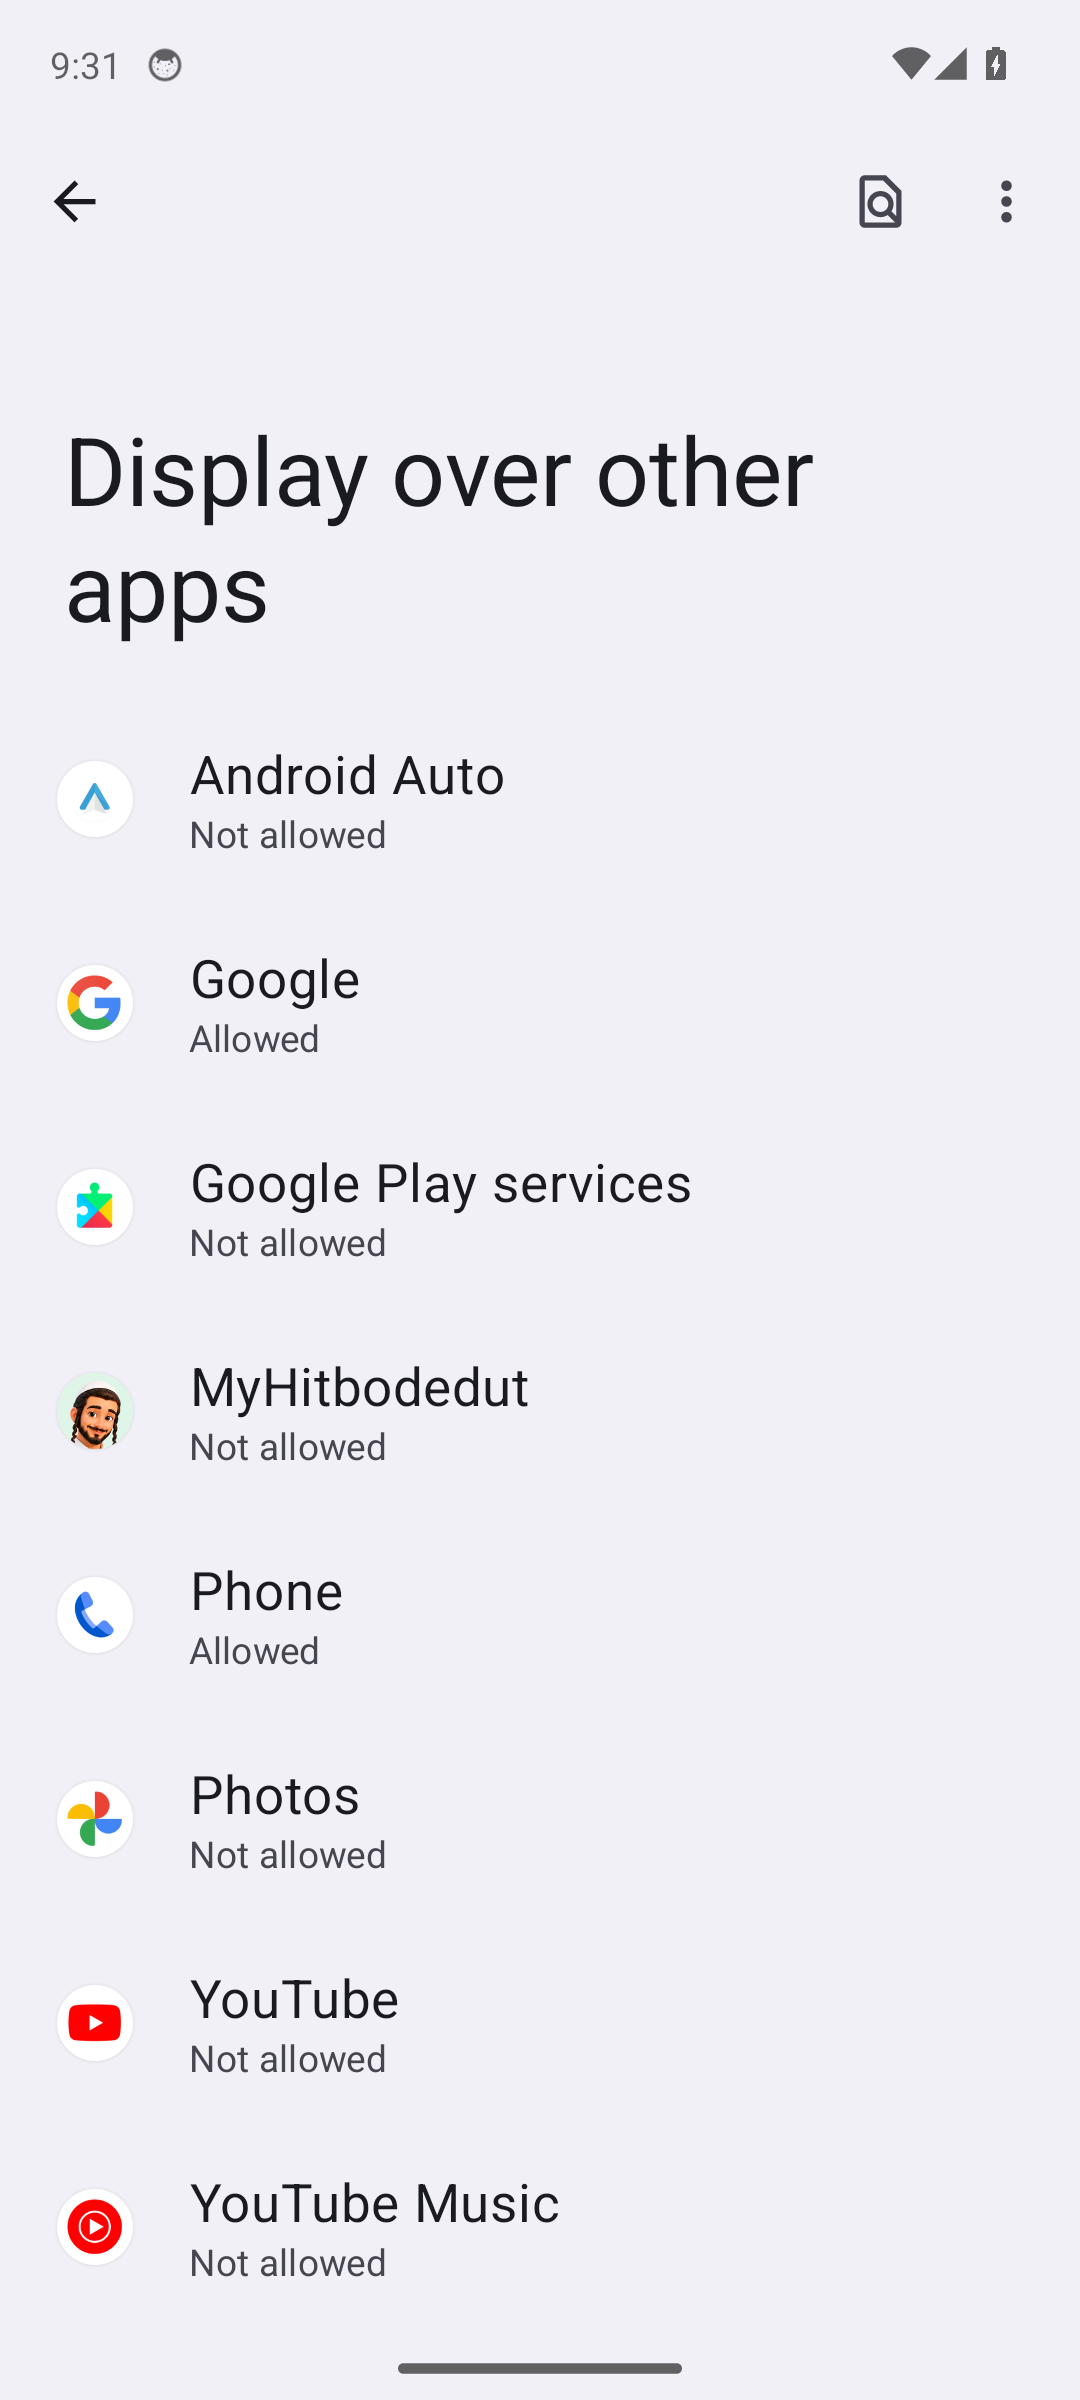 9:31
Display over other
apps
Android Auto
Not allowed
Google
Allowed
Google Play services
Not allowed
MyHitbodedut
Not allowed
Phone
Allowed
Photos
Not allowed
YouTube
Not allowed
YouTube Music
Not allowed